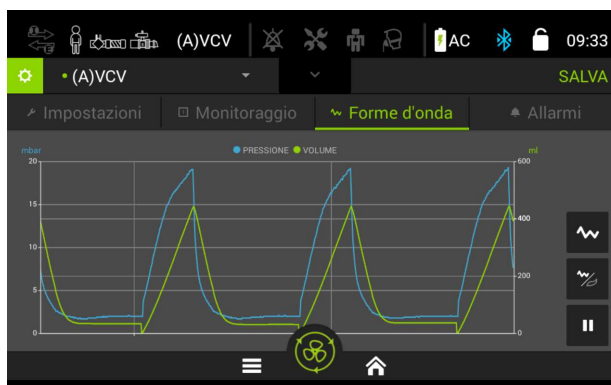 (A)VCV AC 09:33
• (A)VCV SALVA
Impostazioni Monitoraggio Forme d'onda Allarmi
mbar PRESSIONE VOLUME ml
20 600
15
400
10
200
5
0 0